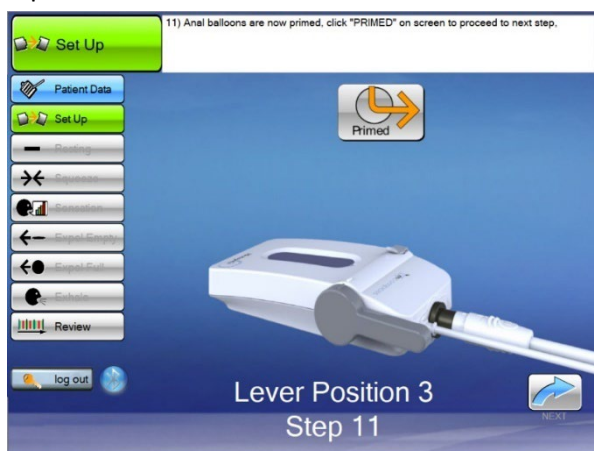 11) Anal balloons are now primed, click "PRIMED" on screen to proceed to next step,
Set Up
Patient Data
Set Up
Resting
Squeeze
Sensation
Expel Empty
Expel Full
Exhale
Review
log out
Primed
Lever Position 3
Step 11
NEXT